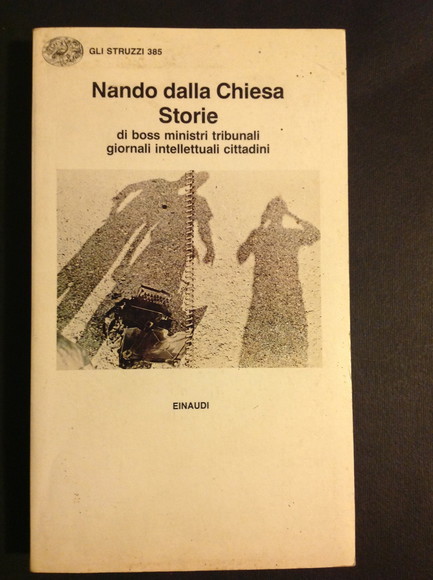 GLI STRUZZI 385
Nando dalla Chiesa
Storie
di boss ministri tribunali
giornali intellettuali cittadini
EINAUDI